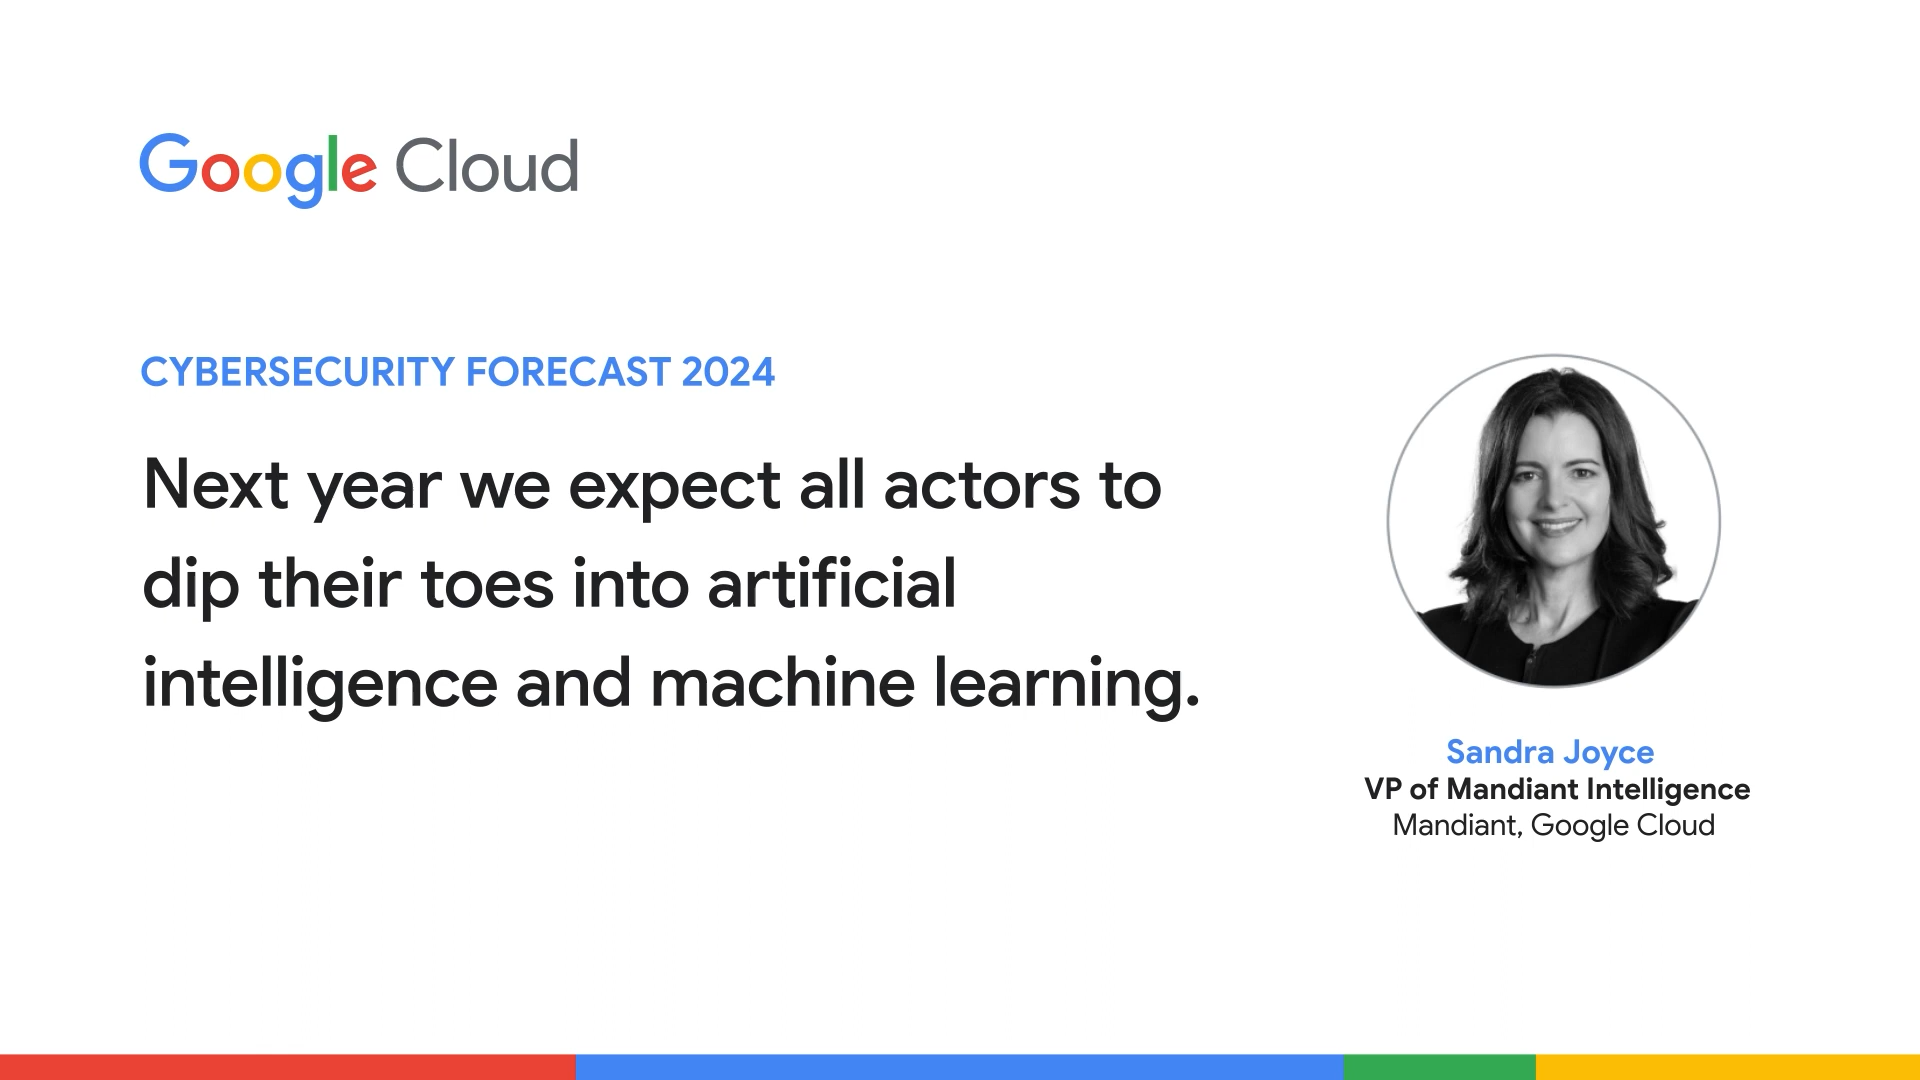 Google Cloud
CYBERSECURITY FORECAST 2024
Next year we expect all actors to
dip their toes into artificial
intelligence and machine learning.
Sandra Joyce
VP of Mandiant Intelligence
Mandiant, Google Cloud